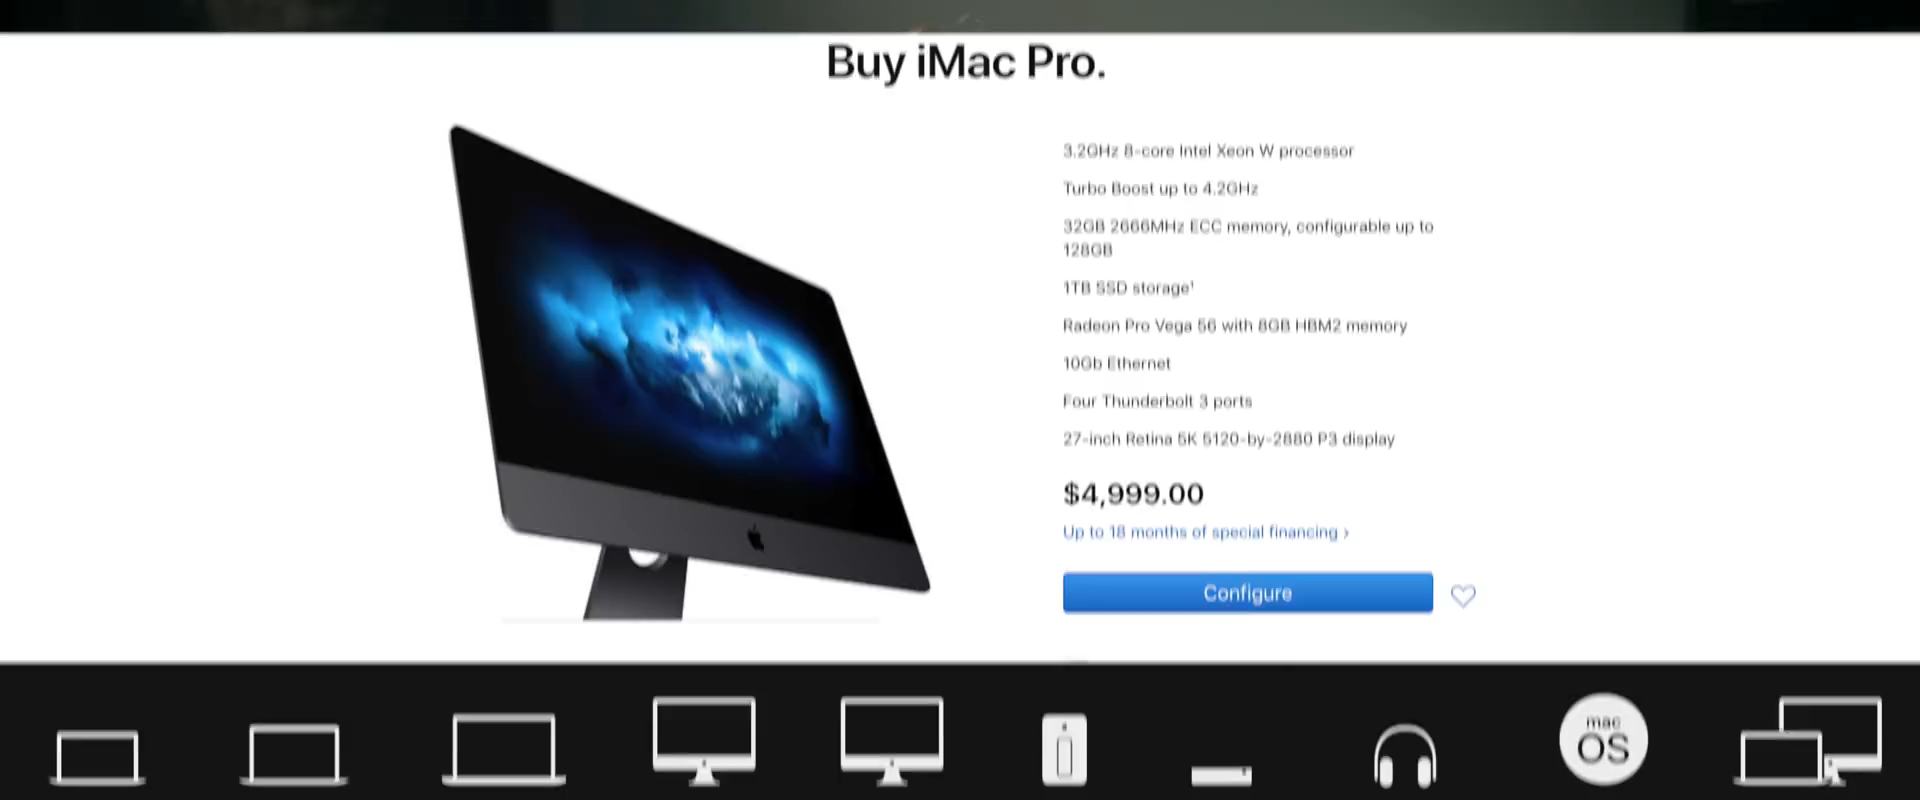 Buy iMac Pro.
3.2GHz 8-core Intel Xeon W processor
Turbo Boost up to 4.2GHz
32GB 2666MHz ECC memory, configurable up to
128GB
1TB SSD storage¹
Radeon Pro Vega 56 with 8GB HBM2 memory
10Gb Ethernet
Four Thunderbolt 3 ports
27-inch Retina 5K 5120-by-2880 P3 display
$4,999.00
Up to 18 months of special financing ›
Configure
mac
OS